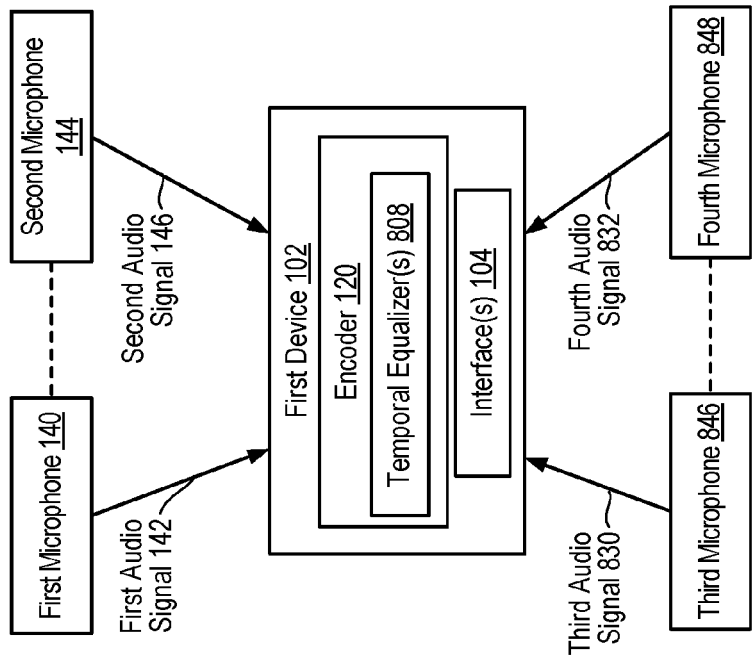 First Microphone 140
Second Microphone
144
First Audio
Signal 142
Second Audio
Signal 146
First Device 102
Encoder 120
Temporal Equalizer(s) 808
Interface(s) 104
Third Audio
Signal 830
Fourth Audio
Signal 832
Third Microphone 846
Fourth Microphone 848